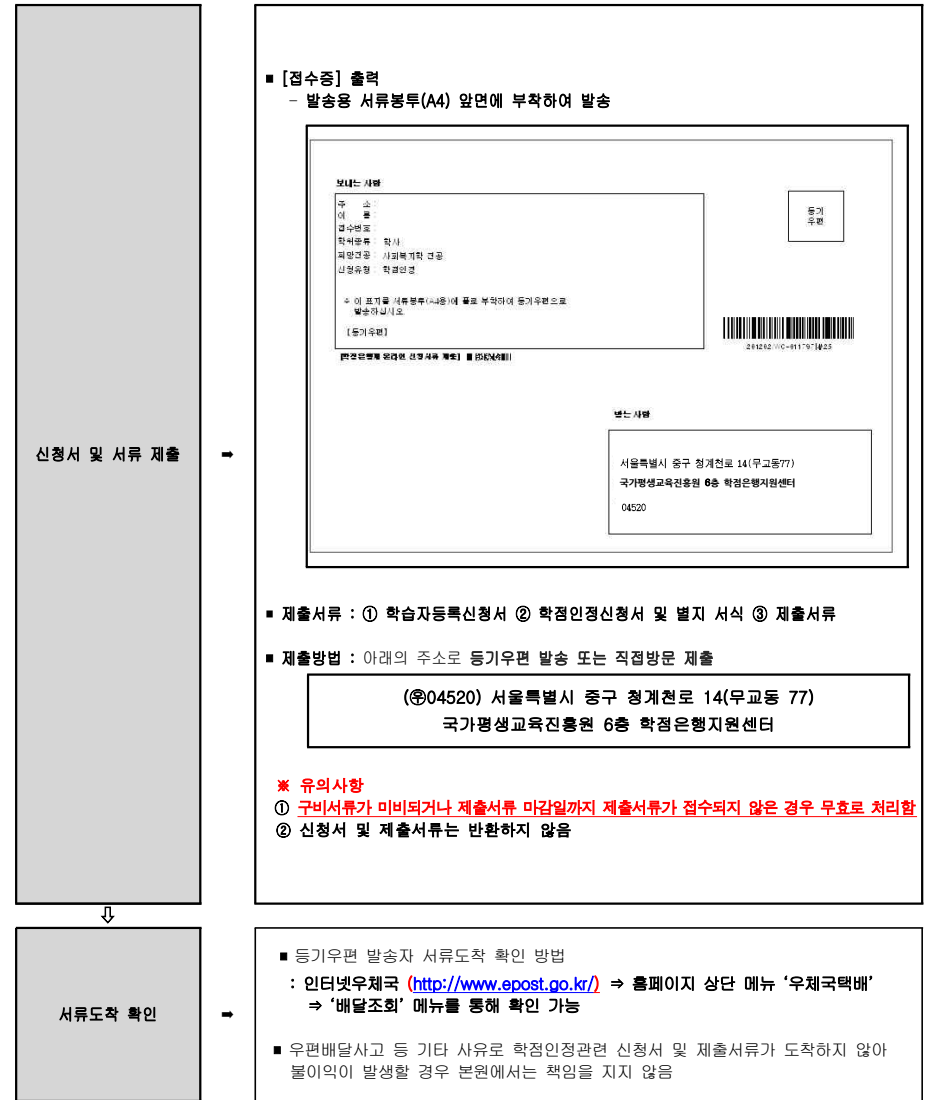 신청서 및 서류 제출
➡
■ [접수증] 출력
- 발송용 서류봉투(A4) 앞면에 부착하여 발송
보내는 사람
주 소 :
이 름 :
접수번호 :
학위종류 : 학사
희망전공 : 사회복지학 전공
신청유형 : 학점인정
※ 이 표지를 서류봉투(A4용)에 풀로 부착하여 등기우편으로
발송하십시오.
[등기우편]
등기
우편
[학점은행제 온라인 신청서류 제출]
받는 사람
서울특별시 중구 청계천로 14(무교동77)
국가평생교육진흥원 6층 학점은행지원센터
04520
■ 제출서류 : ① 학습자등록신청서 ② 학점인정신청서 및 별지 서식 ③ 제출서류
■ 제출방법 : 아래의 주소로 등기우편 발송 또는 직접방문 제출
(㉾04520) 서울특별시 중구 청계천로 14(무교동 77)
국가평생교육진흥원 6층 학점은행지원센터
※ 유의사항
① 구비서류가 미비되거나 제출서류 마감일까지 제출서류가 접수되지 않은 경우 무효로 처리함
② 신청서 및 제출서류는 반환하지 않음
⇩
서류도착 확인
➡
■ 등기우편 발송자 서류도착 확인 방법
: 인터넷우체국 (http://www.epost.go.kr/) ⇒ 홈페이지 상단 메뉴 ‘우체국택배’
⇒ ‘배달조회’ 메뉴를 통해 확인 가능
■ 우편배달사고 등 기타 사유로 학점인정관련 신청서 및 제출서류가 도착하지 않아
불이익이 발생할 경우 본원에서는 책임을 지지 않음